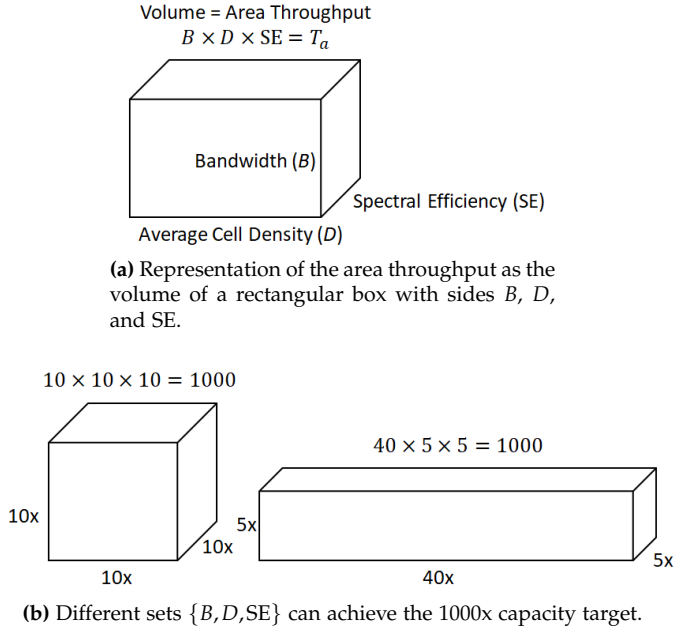 Volume = Area Throughput
B × D × SE = Tₐ
Bandwidth (B)
Spectral Efficiency (SE)
Average Cell Density (D)
(a) Representation of the area throughput as the
volume of a rectangular box with sides B, D,
and SE.
10 × 10 × 10 = 1000
10x
10x
10x
40 × 5 × 5 = 1000
5x
40x
5x
(b) Different sets {B,D,SE} can achieve the 1000x capacity target.